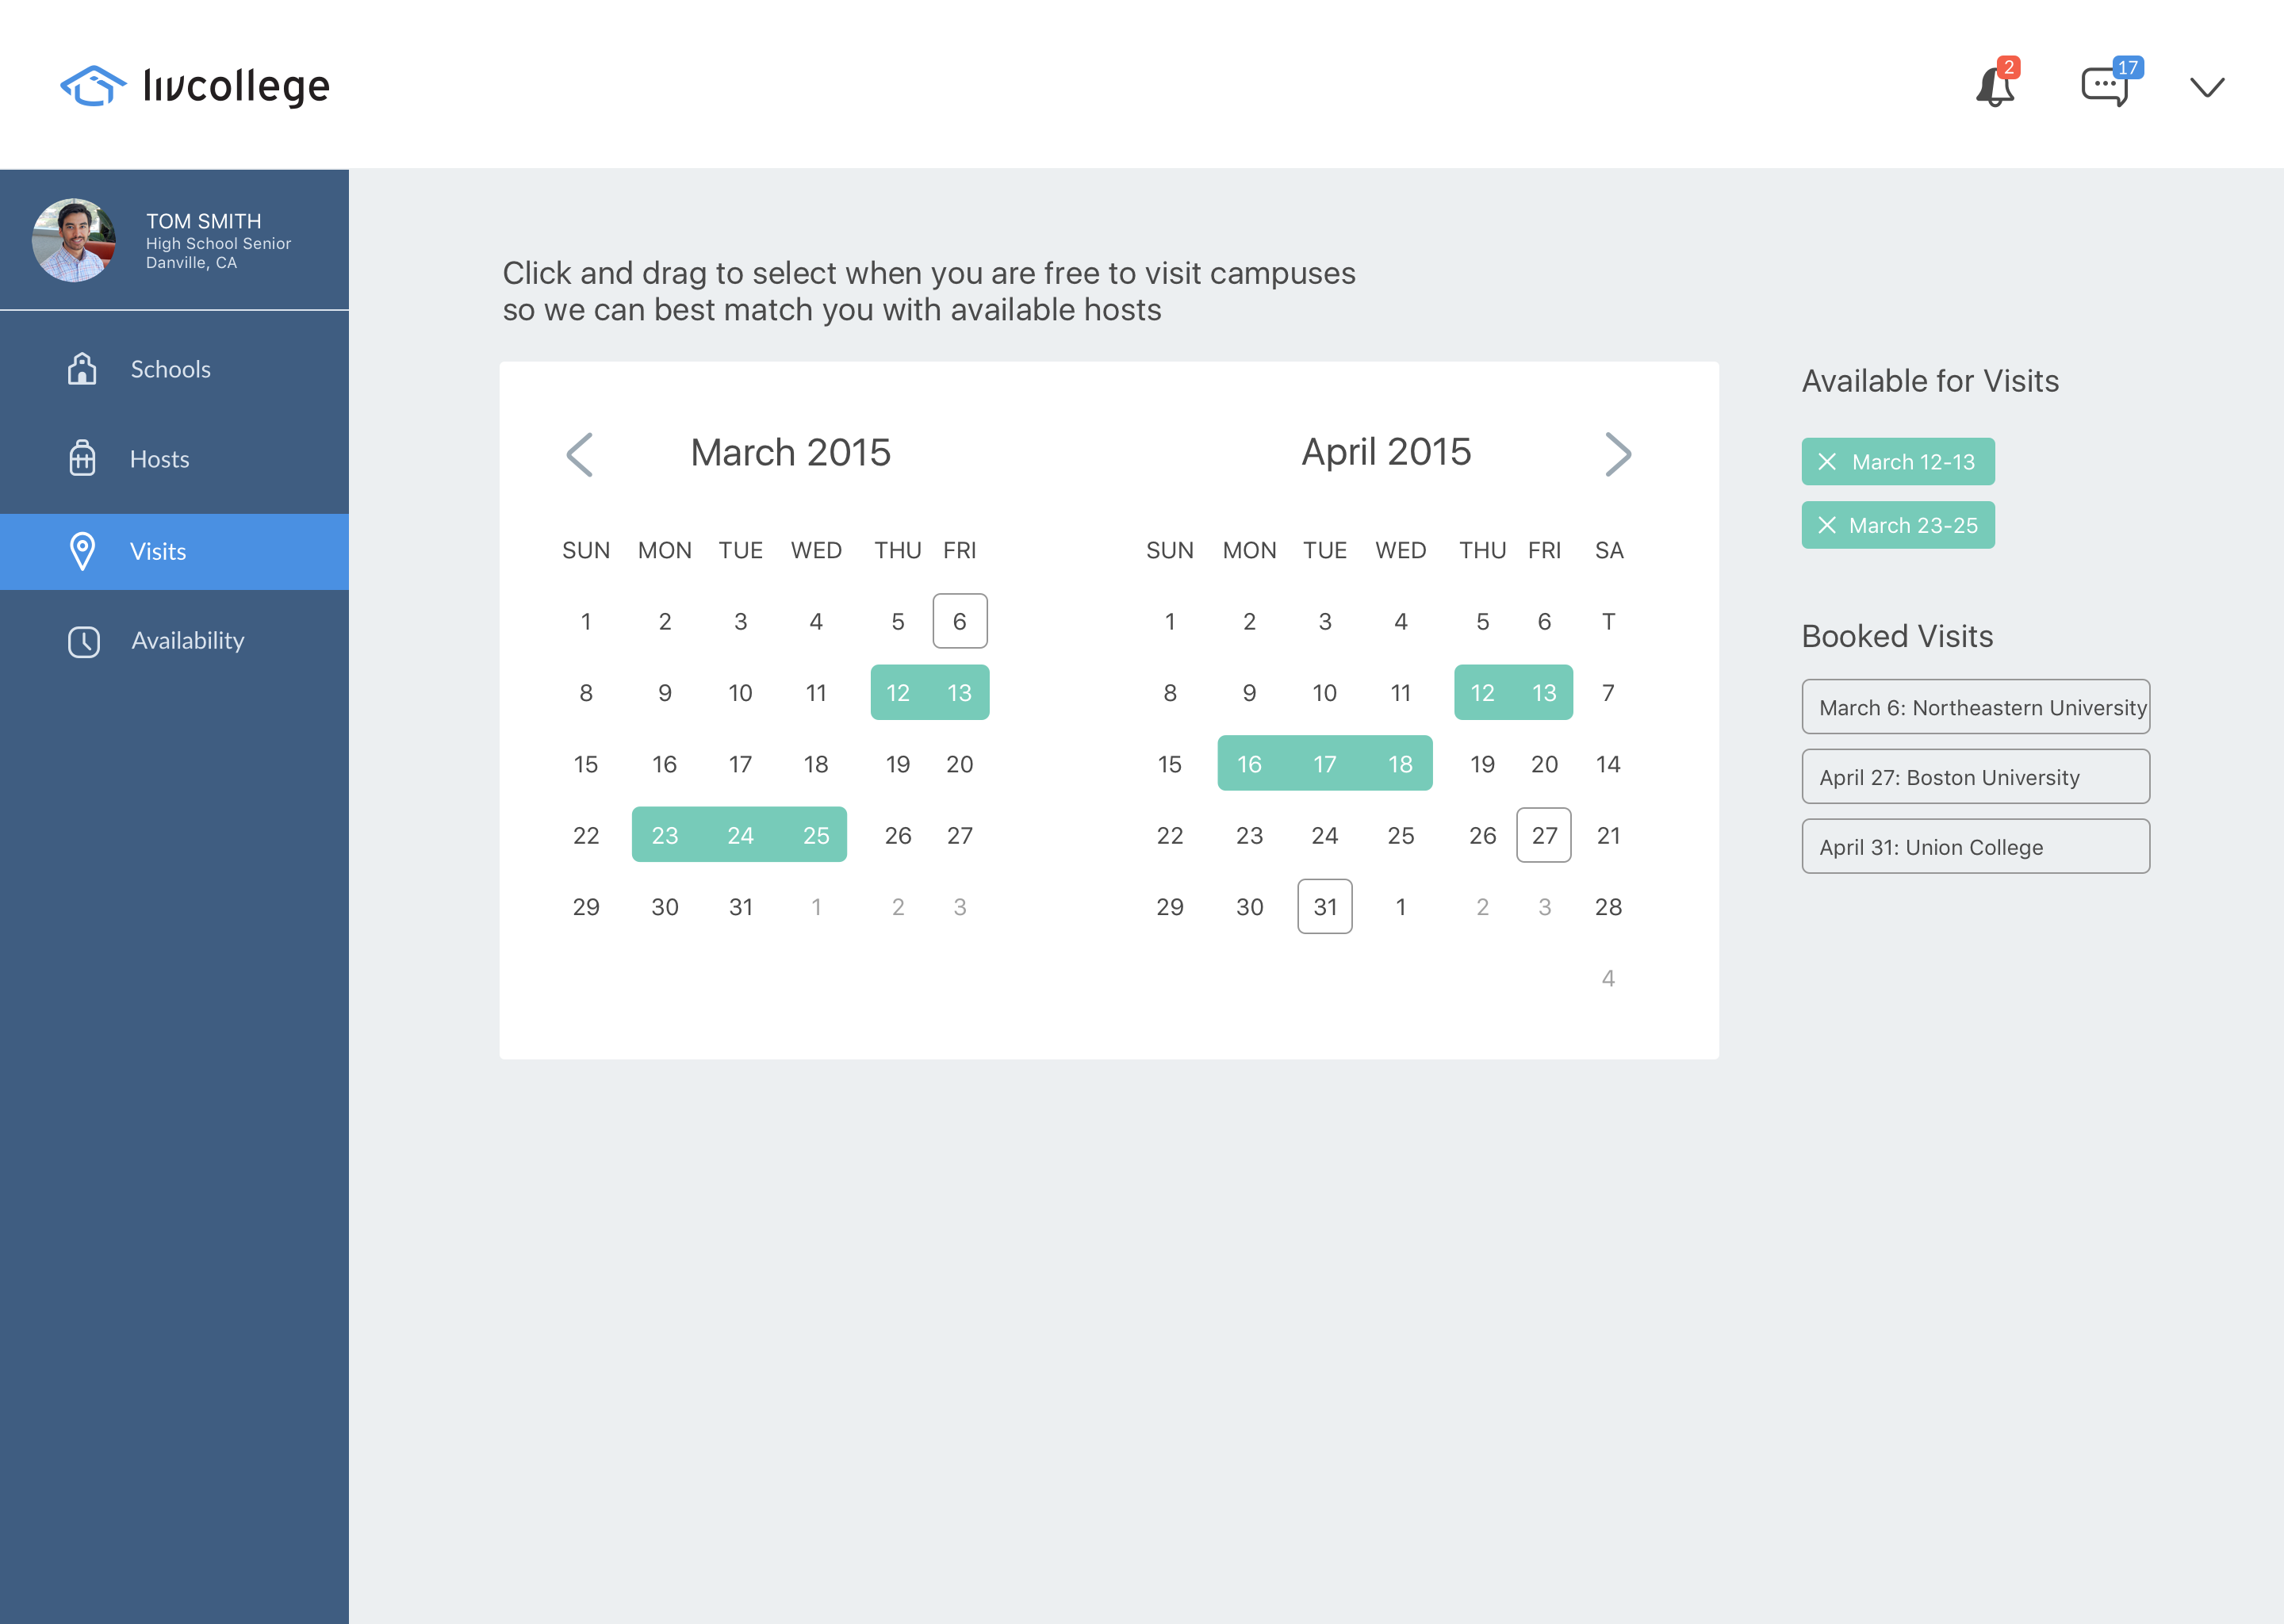 livcollege
2
17
TOM SMITH
High School Senior
Danville, CA
Schools
Hosts
Visits
Availability
Click and drag to select when you are free to visit campuses
so we can best match you with available hosts
March 2015
SUN MON TUE WED THU FRI
1 2 3 4 5 6
8 9 10 11 12 13
15 16 17 18 19 20
22 23 24 25 26 27
29 30 31 1 2 3
April 2015
SUN MON TUE WED THU FRI SA
1 2 3 4 5 6 T
8 9 10 11 12 13 7
15 16 17 18 19 20 14
22 23 24 25 26 27 21
29 30 31 1 2 3 28
4
Available for Visits
March 12-13
March 23-25
Booked Visits
March 6: Northeastern University
April 27: Boston University
April 31: Union College